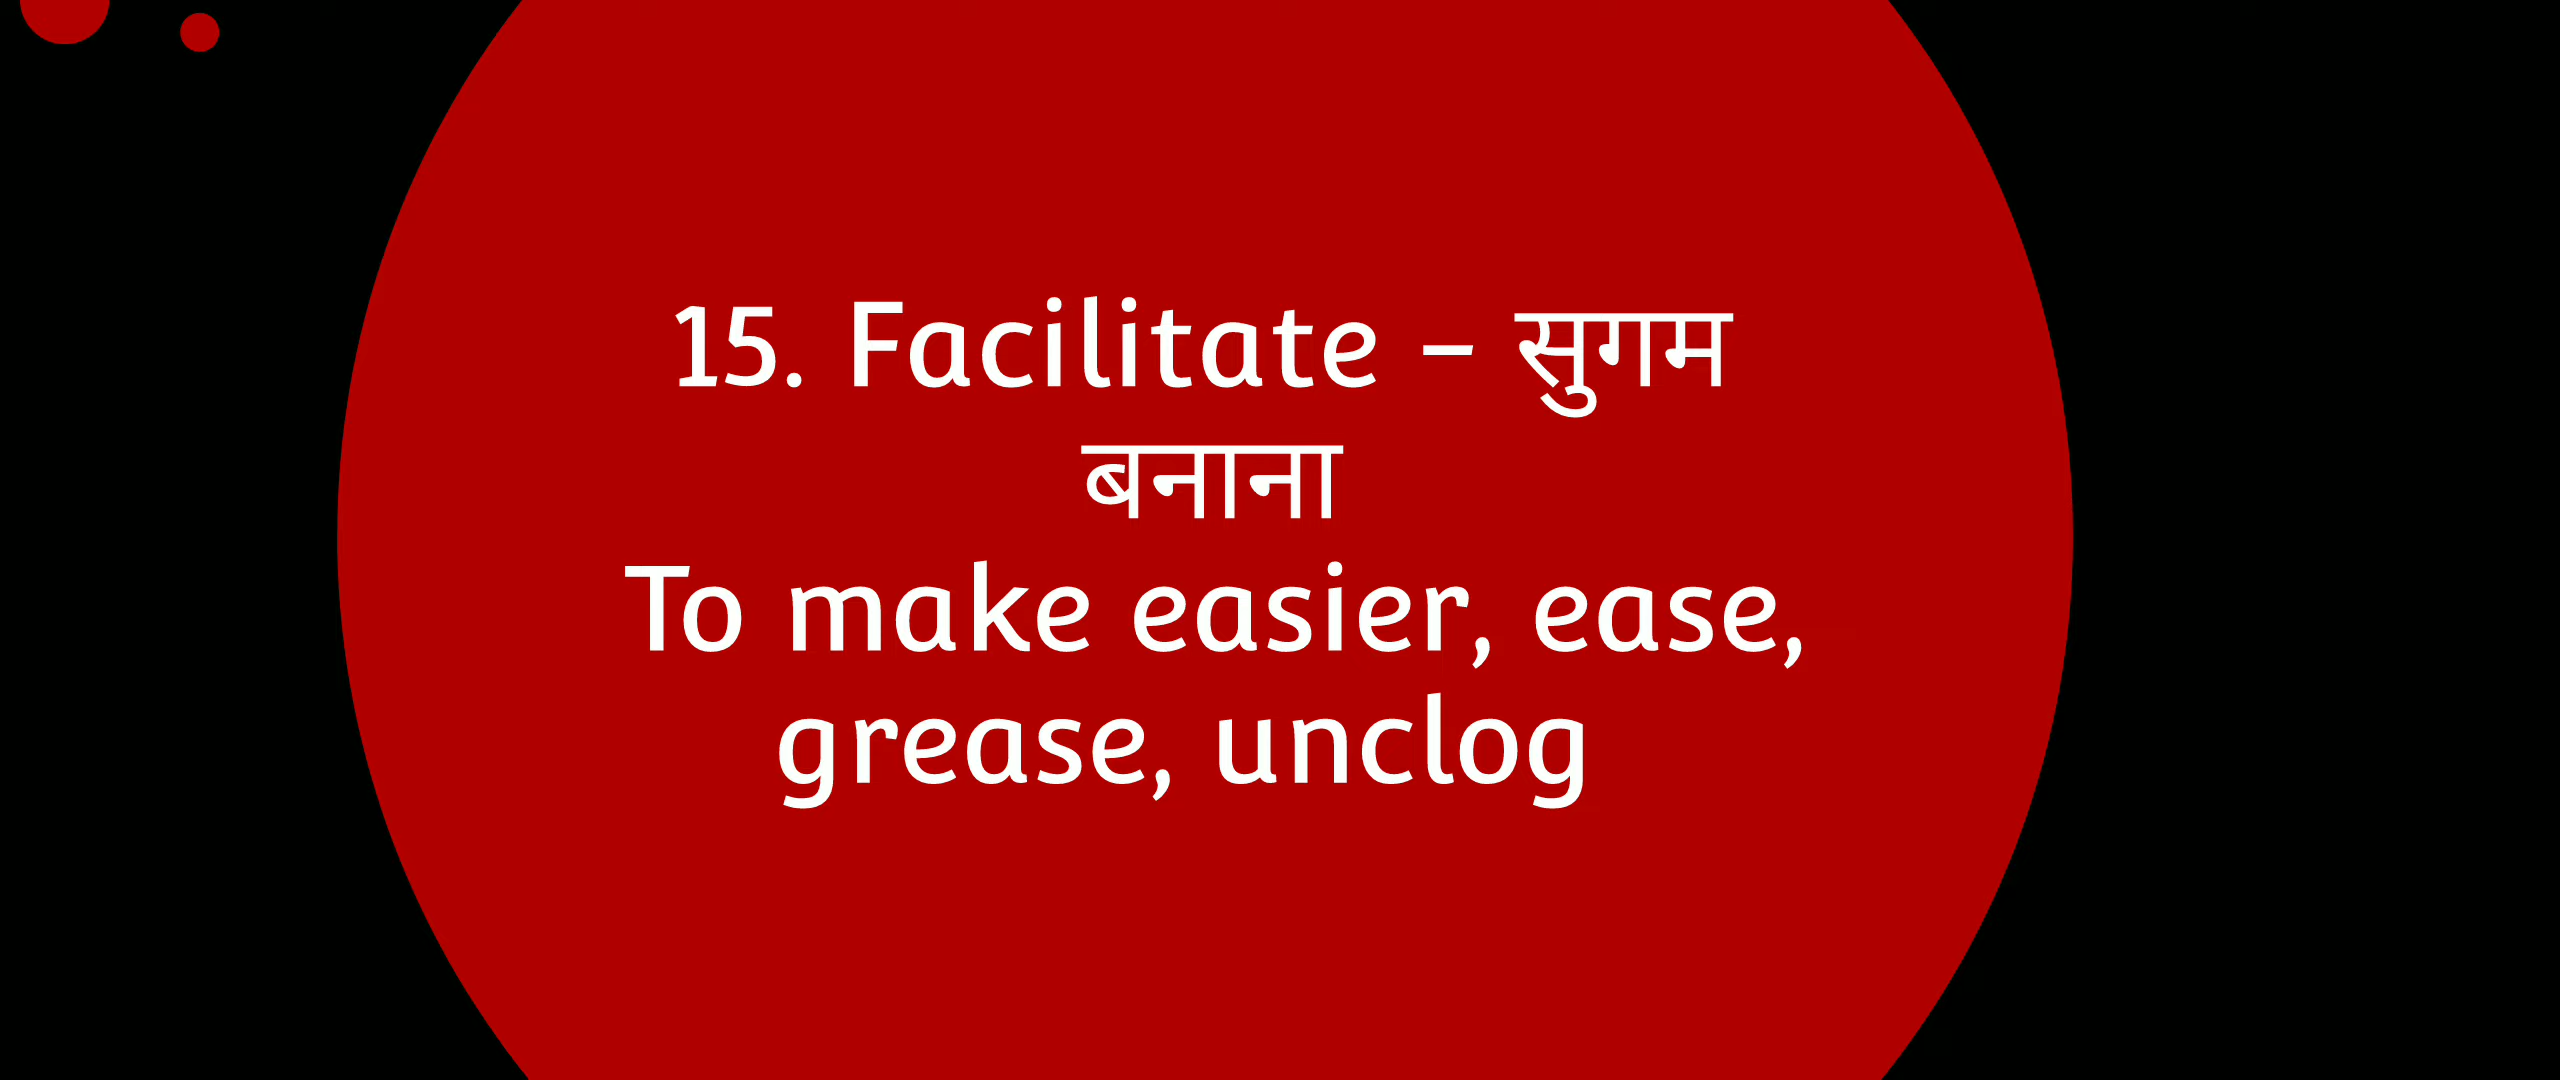 15. Facilitate – सुगम
बनाना
To make easier, ease,
grease, unclog